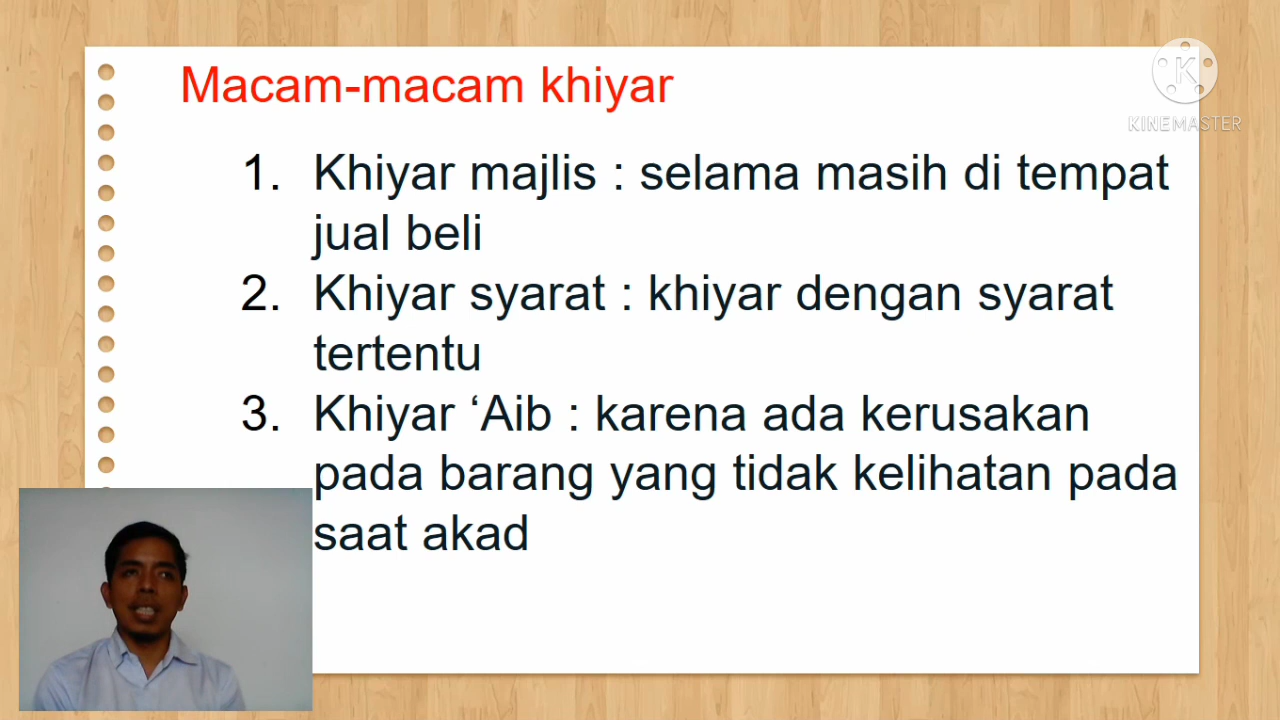 Macam-macam khiyar
KINEMASTER
1. Khiyar majlis : selama masih di tempat
jual beli
2. Khiyar syarat : khiyar dengan syarat
tertentu
3. Khiyar ‘Aib : karena ada kerusakan
pada barang yang tidak kelihatan pada
saat akad